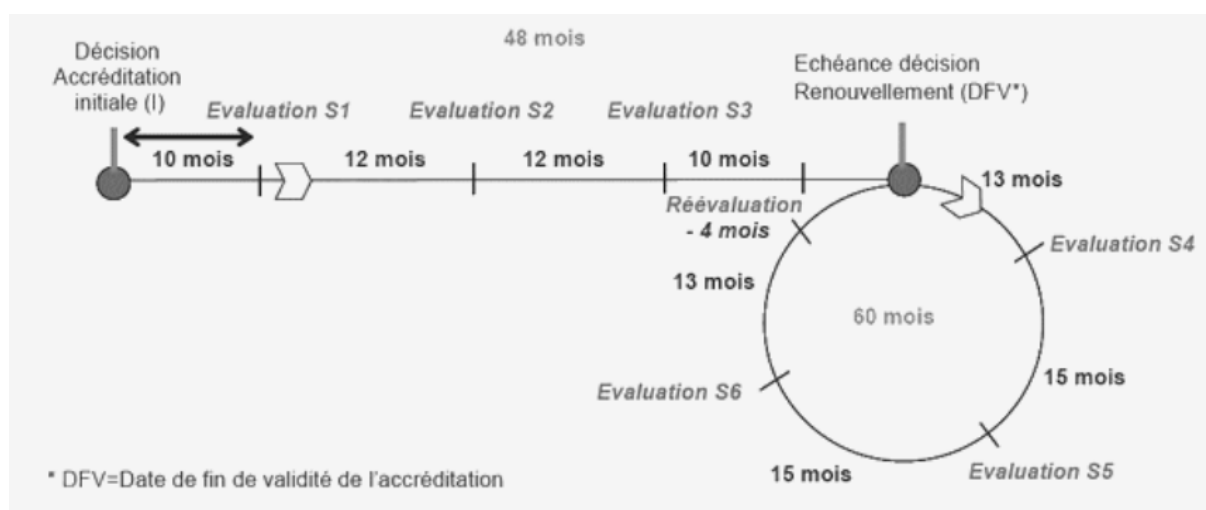 48 mois
Décision
Accréditation
initiale (I)
Echéance décision
Renouvellement (DFV*)
Evaluation S1
Evaluation S2
Evaluation S3
10 mois
12 mois
12 mois
10 mois
13 mois
Réévaluation
- 4 mois
Evaluation S4
13 mois
60 mois
15 mois
Evaluation S6
15 mois
Evaluation S5
* DFV=Date de fin de validité de l'accréditation